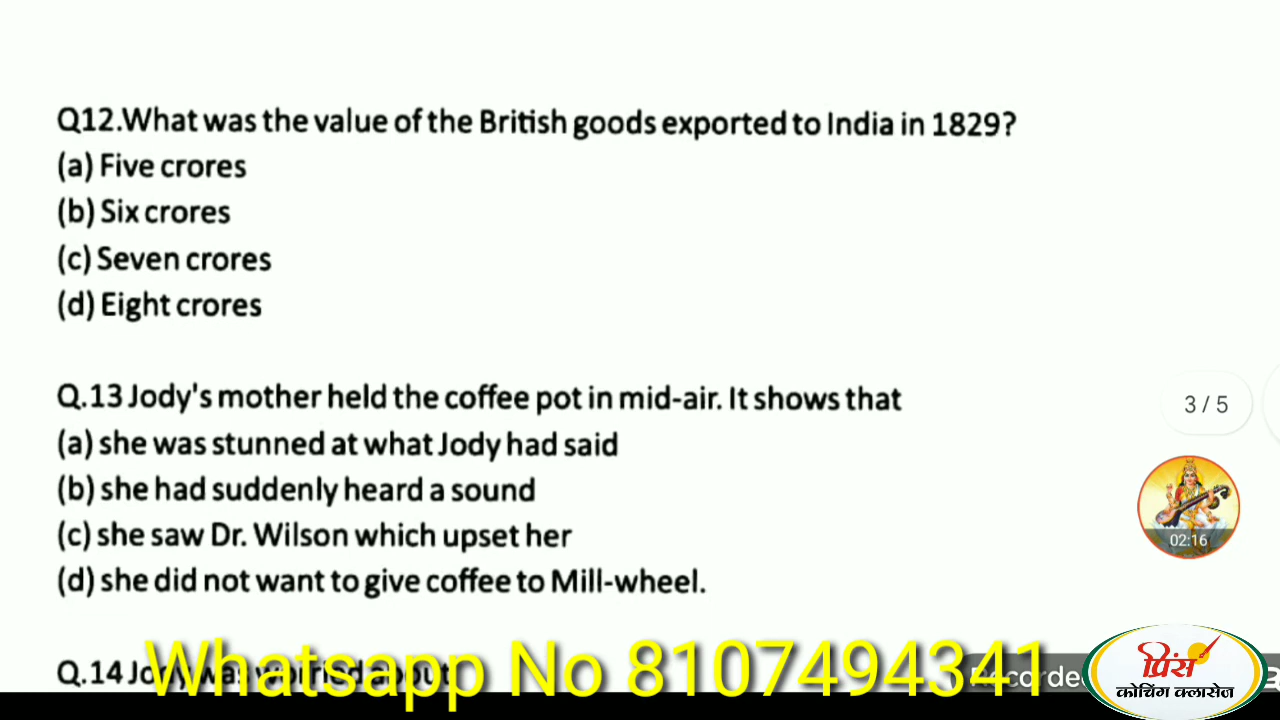 Q12.What was the value of the British goods exported to India in 1829?
(a) Five crores
(b) Six crores
(c) Seven crores
(d) Eight crores
Q.13 Jody's mother held the coffee pot in mid-air. It shows that
(a) she was stunned at what Jody had said
(b) she had suddenly heard a sound
(c) she saw Dr. Wilson which upset her
(d) she did not want to give coffee to Mill-wheel.
3 / 5
02:16
Q.14
Whatsapp No 8107494341
प्रिंस
कोचिंग क्लासेज